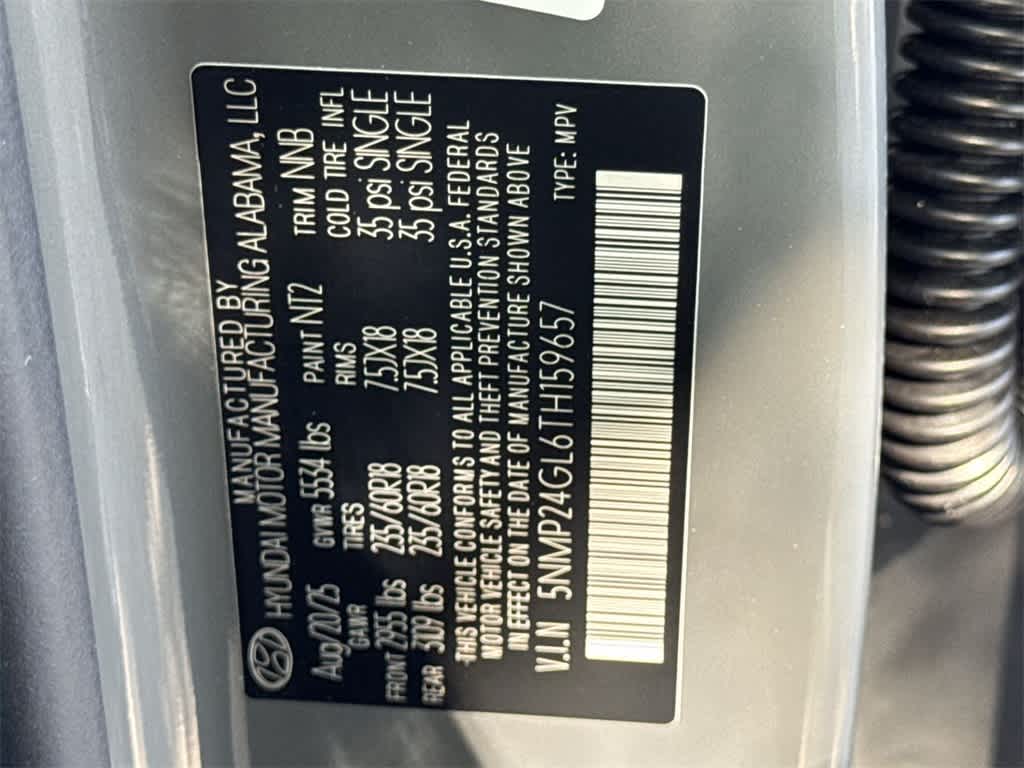 MANUFACTURED BY
HYUNDAI MOTOR MANUFACTURING ALABAMA, LLC
Aug/20/25 GVWR 5534 lbs PAINT NT2 TRIM NNB
GAWR TIRES RIMS COLD TIRE INFL
FRONT 2955 lbs 235/60R18 7.5JX18 35 psi SINGLE
REAR 3109 lbs 235/60R18 7.5JX18 35 psi SINGLE
THIS VEHICLE CONFORMS TO ALL APPLICABLE U.S.A. FEDERAL
MOTOR VEHICLE SAFETY AND THEFT PREVENTION STANDARDS
IN EFFECT ON THE DATE OF MANUFACTURE SHOWN ABOVE
V.I.N 5NMP24GL6TH159657 TYPE: MPV